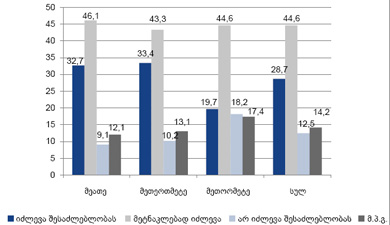 50
45
40
35
30
25
20
15
10
5
0
32,7 46,1 9,1 12,1
33,4 43,3 10,2 13,1
19,7 44,6 18,2 17,4
28,7 44,6 12,5 14,2
მეათე მეთერთმეტე მეთორმეტე სულ
იძლევა შესაძლებლობას მეტნაკლებად იძლევა არ იძლევა შესაძლებლობას მ.პ.გ.